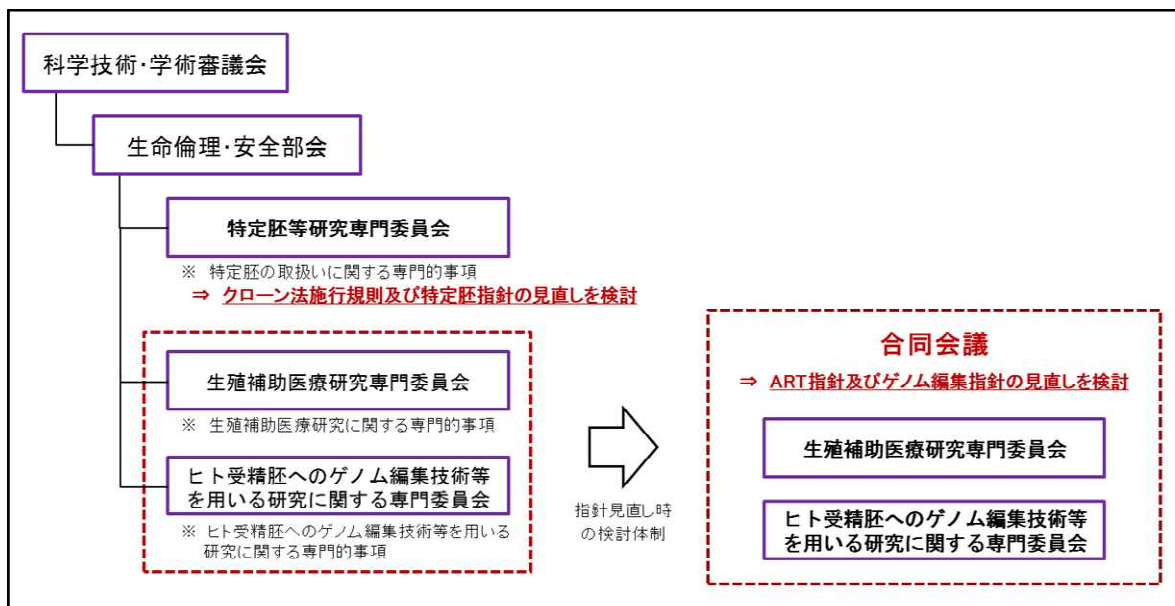 科学技術・学術審議会
生命倫理・安全部会
特定胚等研究専門委員会
※ 特定胚の取扱いに関する専門的事項
⇒ クローン法施行規則及び特定胚指針の見直しを検討
生殖補助医療研究専門委員会
※ 生殖補助医療研究に関する専門的事項
ヒト受精胚へのゲノム編集技術等
を用いる研究に関する専門委員会
※ ヒト受精胚へのゲノム編集技術等を用いる
研究に関する専門的事項
指針見直し時
の検討体制
合同会議
⇒ ART指針及びゲノム編集指針の見直しを検討
生殖補助医療研究専門委員会
ヒト受精胚へのゲノム編集技術等
を用いる研究に関する専門委員会